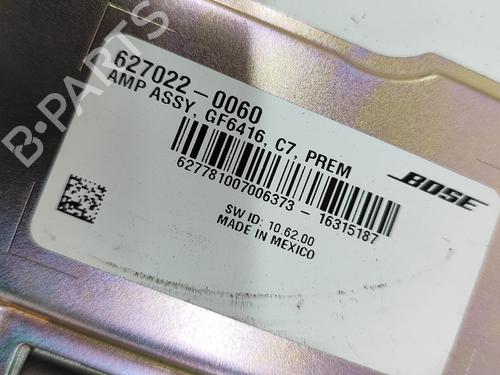 627022-0060
AMP ASSY, GF6416, C7, PREM
627781007006373 - 16315187
BOSE
SW ID: 10.62.00
MADE IN MEXICO
B-PARTS